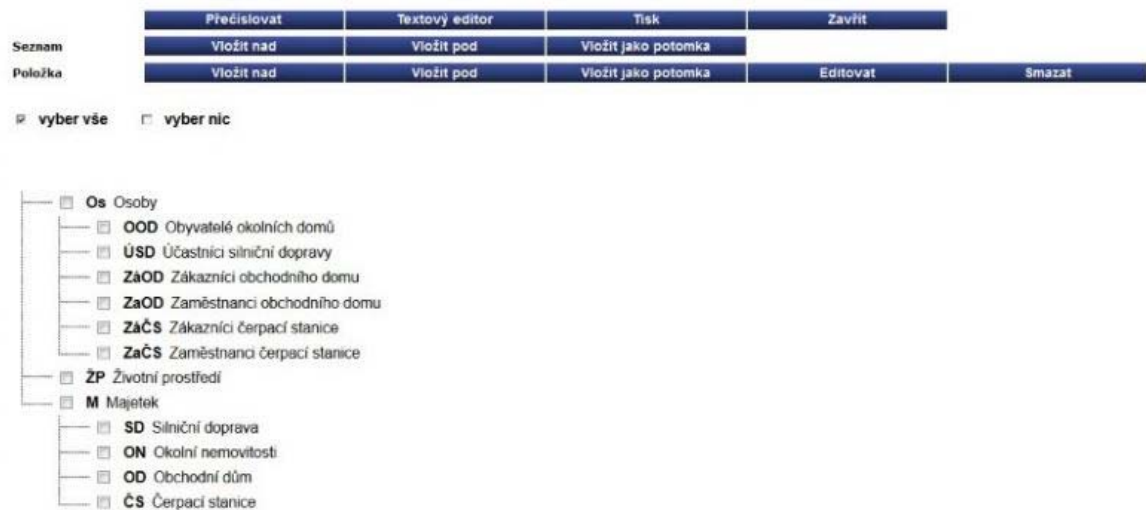 Přečíslovat Textový editor Tisk Zavřít
Seznam Vložit nad Vložit pod Vložit jako potomka
Položka Vložit nad Vložit pod Vložit jako potomka Editovat Smazat
vyber vše vyber nic
Os Osoby
OOD Obyvatelé okolních domů
ÚSD Účastníci silniční dopravy
ZáOD Zákazníci obchodního domu
ZaOD Zaměstnanci obchodního domu
ZáČS Zákazníci čerpací stanice
ZaČS Zaměstnanci čerpací stanice
ŽP Životní prostředí
M Majetek
SD Silniční doprava
ON Okolní nemovitosti
OD Obchodní dům
ČS Čerpací stanice